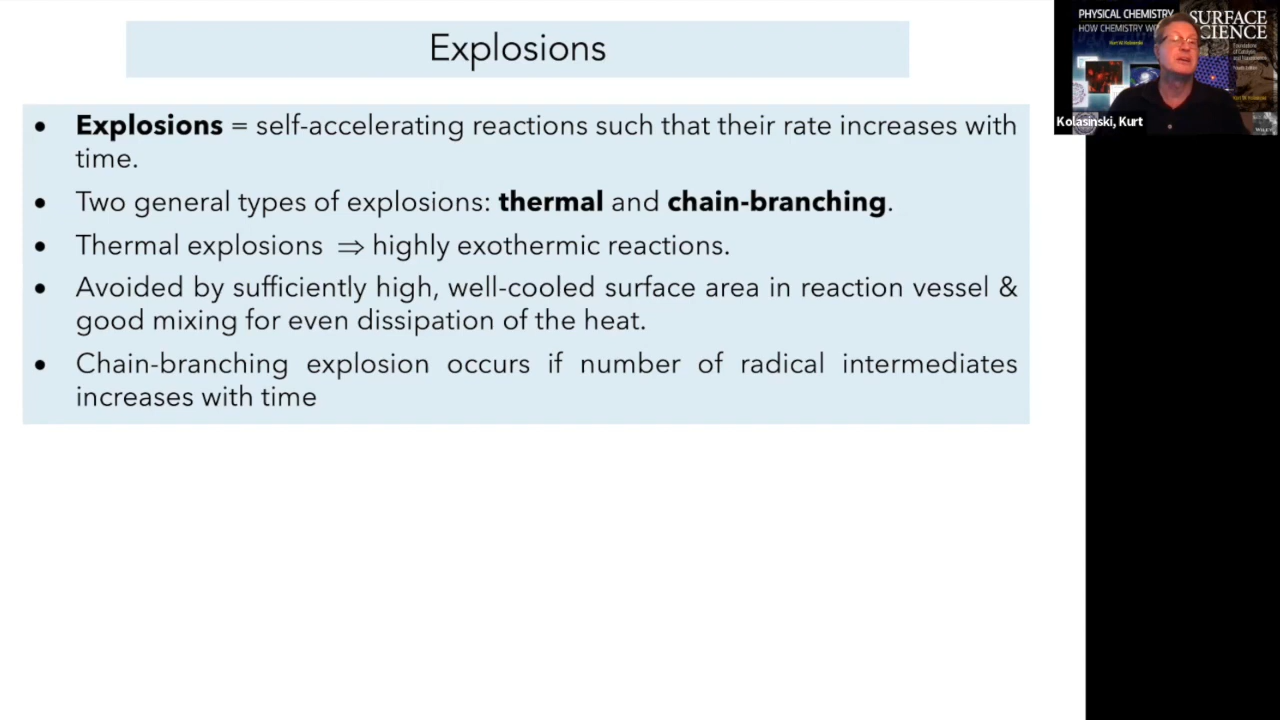 Explosions
• Explosions = self-accelerating reactions such that their rate increases with
time.
• Two general types of explosions: thermal and chain-branching.
• Thermal explosions ⇒ highly exothermic reactions.
• Avoided by sufficiently high, well-cooled surface area in reaction vessel &
good mixing for even dissipation of the heat.
• Chain-branching explosion occurs if number of radical intermediates
increases with time
PHYSICAL CHEMISTRY
HOW CHEMISTRY
SURFACE
SCIENCE
Kolasinski, Kurt
WILEY